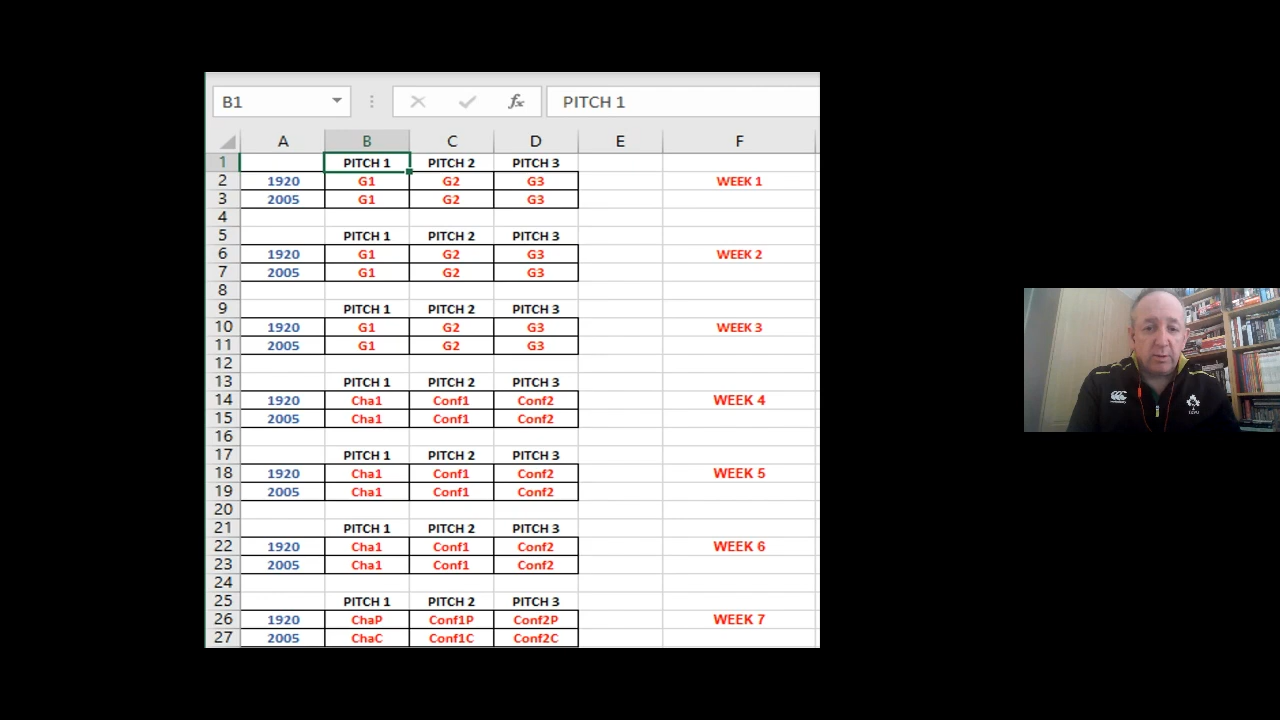 B1 fx PITCH 1
A B C D E F
1 PITCH 1 PITCH 2 PITCH 3
2 1920 G1 G2 G3 WEEK 1
3 2005 G1 G2 G3
4
5 PITCH 1 PITCH 2 PITCH 3
6 1920 G1 G2 G3 WEEK 2
7 2005 G1 G2 G3
8
9 PITCH 1 PITCH 2 PITCH 3
10 1920 G1 G2 G3 WEEK 3
11 2005 G1 G2 G3
12
13 PITCH 1 PITCH 2 PITCH 3
14 1920 Cha1 Conf1 Conf2 WEEK 4
15 2005 Cha1 Conf1 Conf2
16
17 PITCH 1 PITCH 2 PITCH 3
18 1920 Cha1 Conf1 Conf2 WEEK 5
19 2005 Cha1 Conf1 Conf2
20
21 PITCH 1 PITCH 2 PITCH 3
22 1920 Cha1 Conf1 Conf2 WEEK 6
23 2005 Cha1 Conf1 Conf2
24
25 PITCH 1 PITCH 2 PITCH 3
26 1920 ChaP Conf1P Conf2P WEEK 7
27 2005 ChaC Conf1C Conf2C